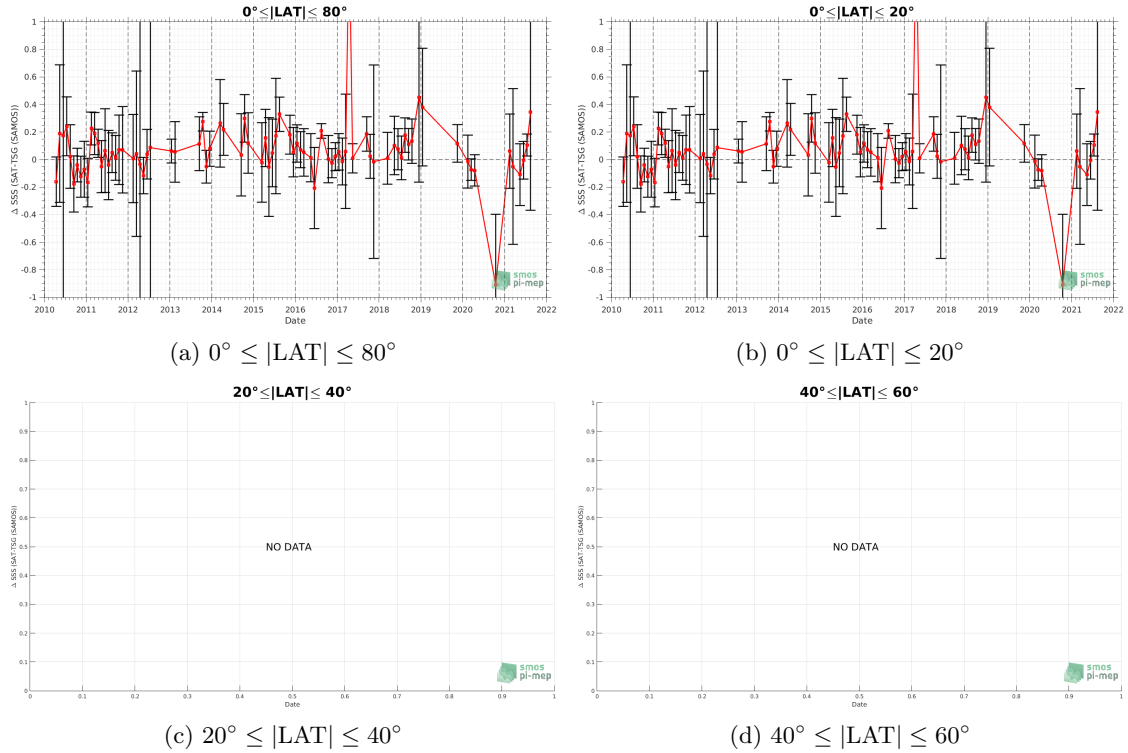 0°≤|LAT|≤ 80°
Δ SSS (SAT-TSG (SAMOS))
1
0.8
0.6
0.4
0.2
0
-0.2
-0.4
-0.6
-0.8
-1
2010 2011 2012 2013 2014 2015 2016 2017 2018 2019 2020 2021 2022
Date
smos
pi-mep
(a) 0° ≤ |LAT| ≤ 80°
0°≤|LAT|≤ 20°
Δ SSS (SAT-TSG (SAMOS))
1
0.8
0.6
0.4
0.2
0
-0.2
-0.4
-0.6
-0.8
-1
2010 2011 2012 2013 2014 2015 2016 2017 2018 2019 2020 2021 2022
Date
smos
pi-mep
(b) 0° ≤ |LAT| ≤ 20°
20°≤|LAT|≤ 40°
Δ SSS (SAT-TSG (SAMOS))
1
0.9
0.8
0.7
0.6
0.5
0.4
0.3
0.2
0.1
0
NO DATA
0 0.1 0.2 0.3 0.4 0.5 0.6 0.7 0.8 0.9 1
Date
smos
pi-mep
(c) 20° ≤ |LAT| ≤ 40°
40°≤|LAT|≤ 60°
Δ SSS (SAT-TSG (SAMOS))
1
0.9
0.8
0.7
0.6
0.5
0.4
0.3
0.2
0.1
0
NO DATA
0 0.1 0.2 0.3 0.4 0.5 0.6 0.7 0.8 0.9 1
Date
smos
pi-mep
(d) 40° ≤ |LAT| ≤ 60°